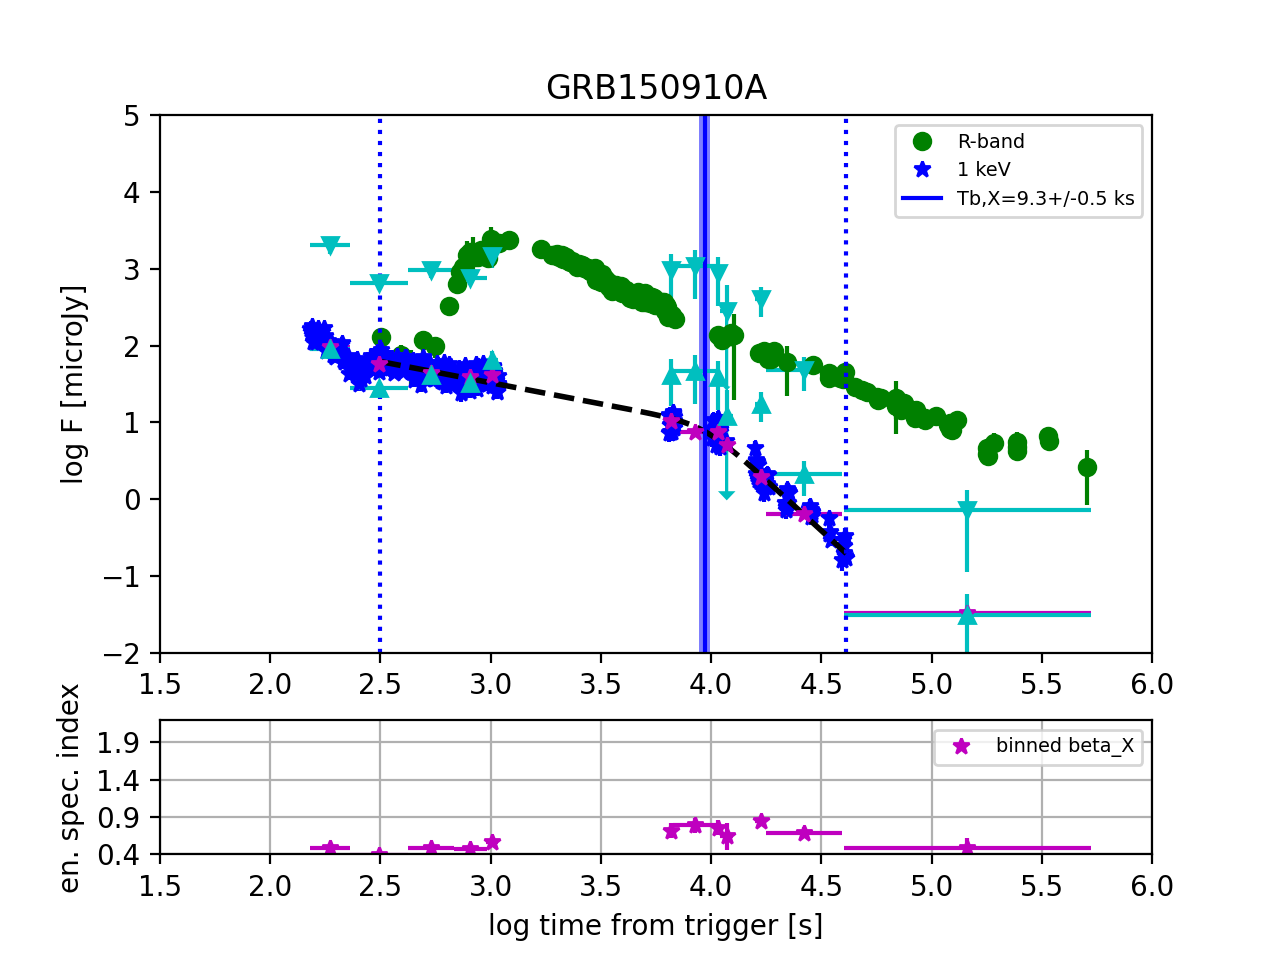 GRB150910A
5
4
3
2
1
0
−1
−2
log F [microJy]
R-band
1 keV
Tb,X=9.3+/-0.5 ks
1.5 2.0 2.5 3.0 3.5 4.0 4.5 5.0 5.5 6.0
1.9
1.4
0.9
0.4
en. spec. index
binned beta_X
1.5 2.0 2.5 3.0 3.5 4.0 4.5 5.0 5.5 6.0
log time from trigger [s]